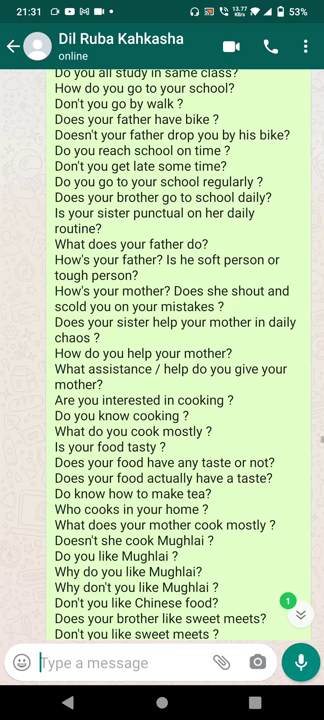 21:31
13.77
KB/s
53%
Dil Ruba Kahkasha
online
Do you all study in same class?
How do you go to your school?
Don't you go by walk ?
Does your father have bike ?
Doesn't your father drop you by his bike?
Do you reach school on time ?
Don't you get late some time?
Do you go to your school regularly ?
Does your brother go to school daily?
Is your sister punctual on her daily
routine?
What does your father do?
How's your father? Is he soft person or
tough person?
How's your mother? Does she shout and
scold you on your mistakes ?
Does your sister help your mother in daily
chaos ?
How do you help your mother?
What assistance / help do you give your
mother?
Are you interested in cooking ?
Do you know cooking ?
What do you cook mostly ?
Is your food tasty ?
Does your food have any taste or not?
Does your food actually have a taste?
Do know how to make tea?
Who cooks in your home ?
What does your mother cook mostly ?
Doesn't she cook Mughlai ?
Do you like Mughlai ?
Why do you like Mughlai?
Why don't you like Mughlai ?
1
Don't you like Chinese food?
Does your brother like sweet meets?
Don't you like sweet meets ?
Type a message